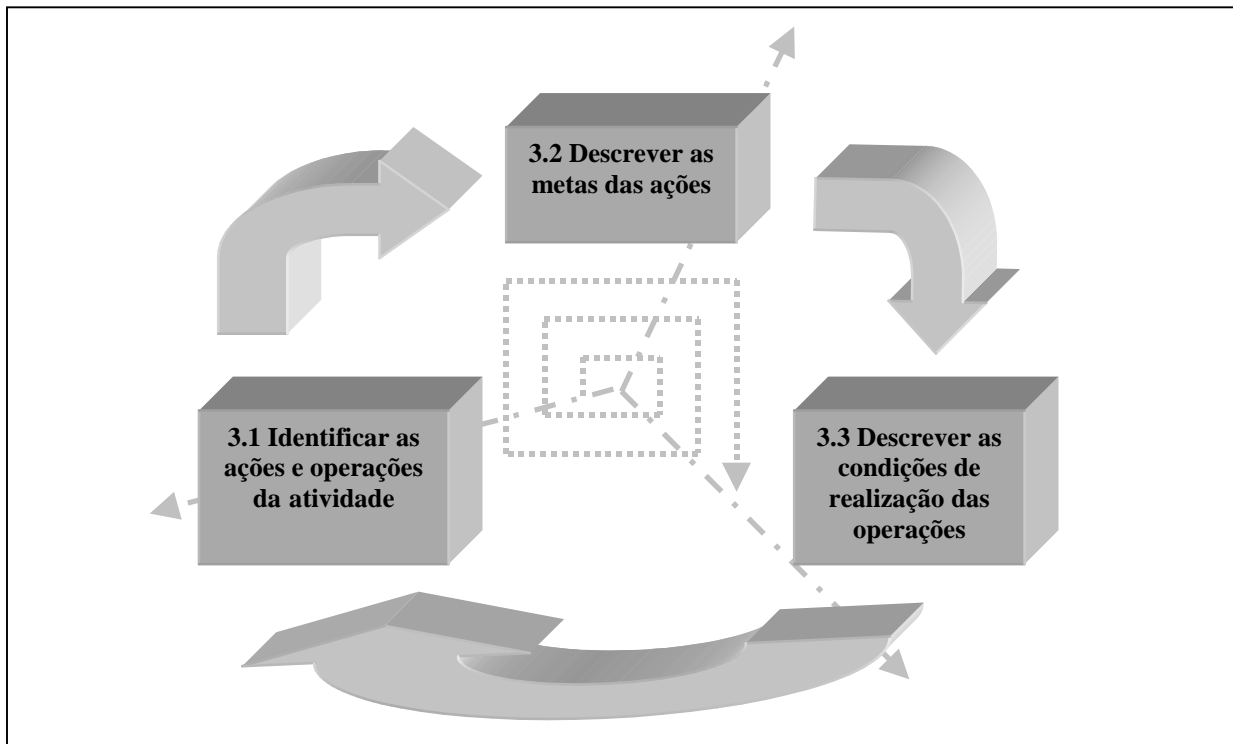 3.2 Descrever as
metas das ações
3.1 Identificar as
ações e operações
da atividade
3.3 Descrever as
condições de
realização das
operações